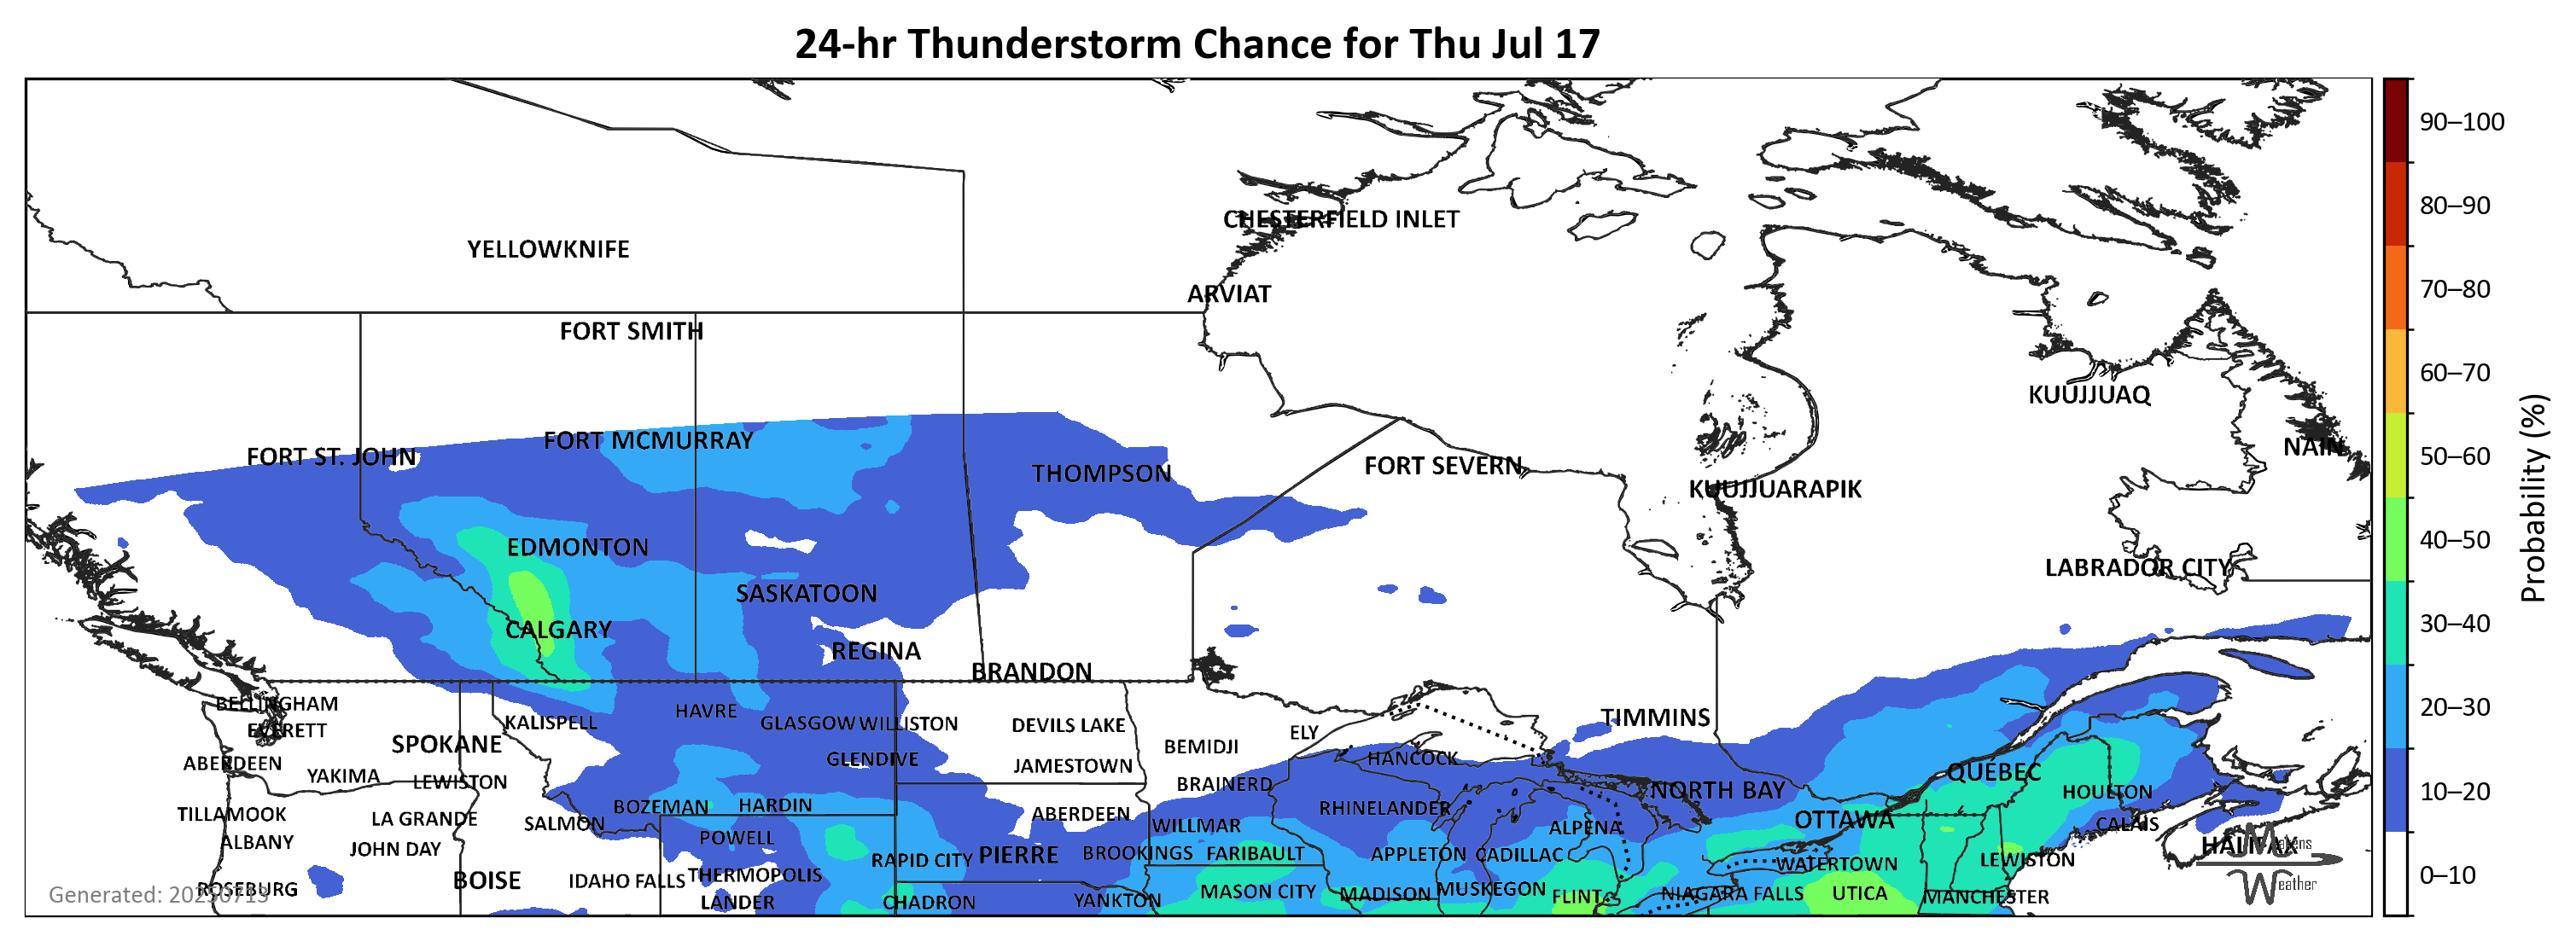 24-hr Thunderstorm Chance for Thu Jul 17
90–100
80–90
CHESTERFIELD INLET
YELLOWKNIFE
70–80
ARVIAT
FORT SMITH
60–70
KUUJJUAQ
FORT MCMURRAY
NAIN
FORT ST. JOHN
50–60
FORT SEVERN
THOMPSON
KUUJJUARAPIK
Probability (%)
40–50
EDMONTON
LABRADOR CITY
SASKATOON
30–40
CALGARY
REGINA
BRANDON
BELLINGHAM
20–30
HAVRE
TIMMINS
KALISPELL
GLASGOW WILLISTON
DEVILS LAKE
EVERETT
ELY
SPOKANE
BEMIDJI
GLENDIVE
HANCOCK
ABERDEEN
JAMESTOWN
QUÉBEC
YAKIMA
LEWISTON
BRAINERD
NORTH BAY
HOULTON
10–20
BOZEMAN
HARDIN
RHINELANDER
TILLAMOOK
ABERDEEN
LA GRANDE
OTTAWA
SALMON
WILLMAR
ALPENA
CALAIS
POWELL
ALBANY
HALIFAX
Makens
JOHN DAY
BROOKINGS
FARIBAULT
APPLETON
CADILLAC
PIERRE
RAPID CITY
LEWISTON
WATERTOWN
THERMOPOLIS
0–10
BOISE
IDAHO FALLS
Weather
ROSEBURG
Generated: 20250713
MASON CITY
MUSKEGON
MADISON
NIAGARA FALLS
UTICA
FLINT
MANCHESTER
YANKTON
LANDER
CHADRON